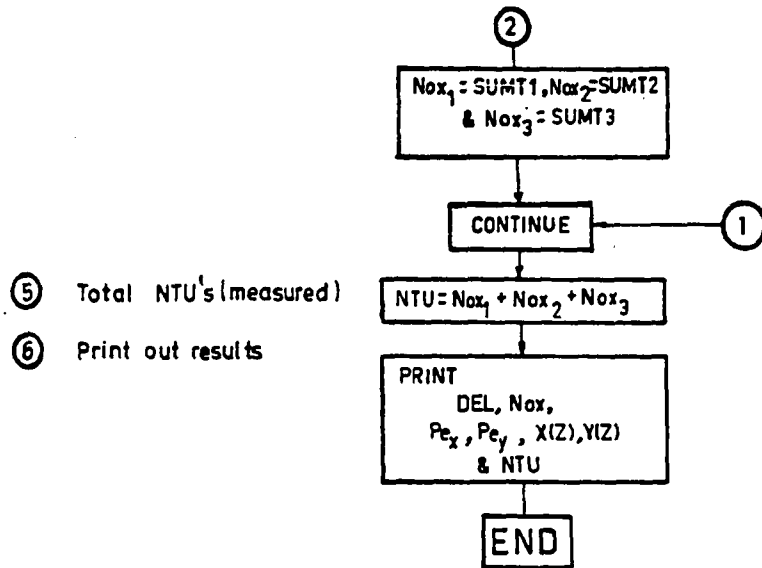 2
Nox₁=SUMT1,Nox₂=SUMT2
& Nox₃=SUMT3
CONTINUE
1
5 Total NTU's(measured)
NTU=Nox₁+Nox₂+Nox₃
6 Print out results
PRINT
DEL, Nox,
Peₓ, Pe_y, X(Z),Y(Z)
& NTU
END